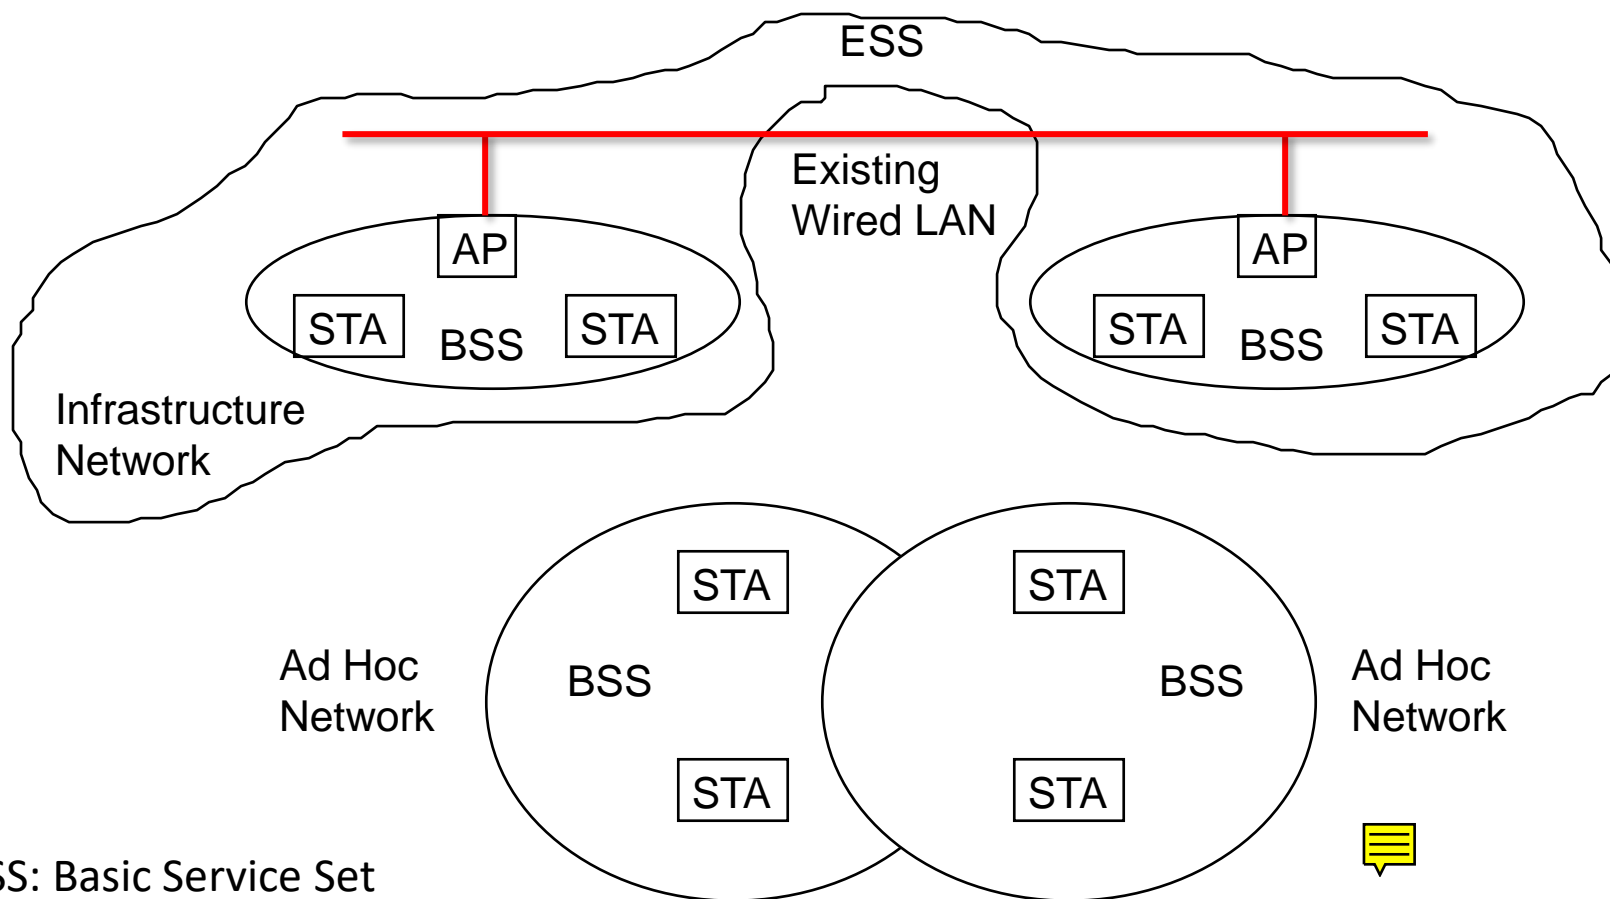 ESS
Existing
Wired LAN
AP
AP
STA
BSS
STA
STA
BSS
STA
Infrastructure
Network
STA
STA
Ad Hoc
Network
BSS
BSS
Ad Hoc
Network
STA
STA
SS: Basic Service Set